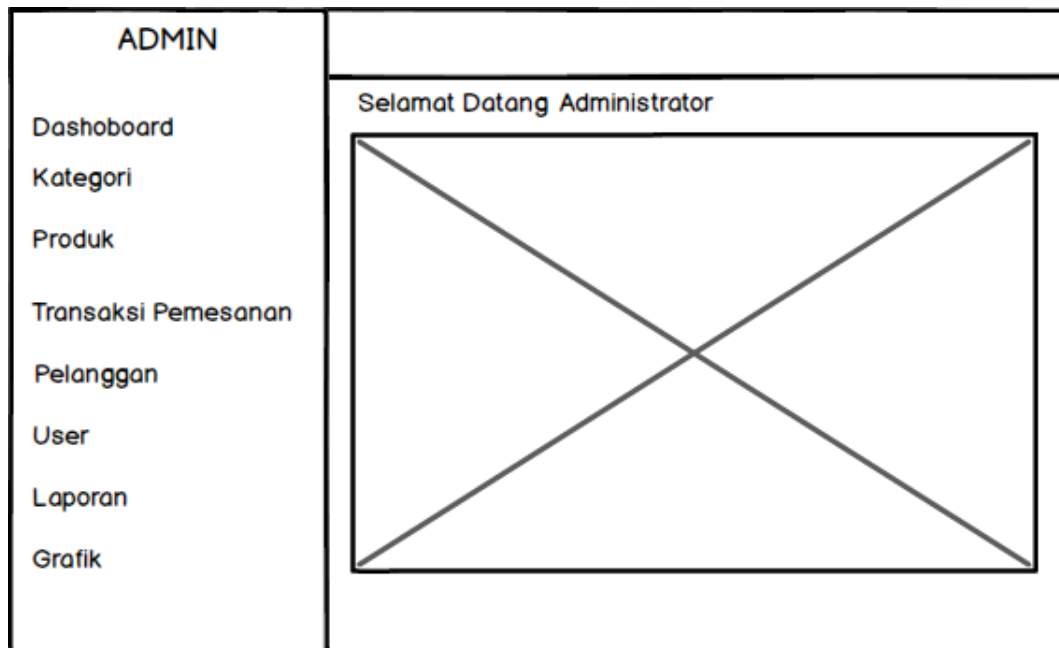 ADMIN
Dashoboard
Kategori
Produk
Transaksi Pemesanan
Pelanggan
User
Laporan
Grafik
Selamat Datang Administrator